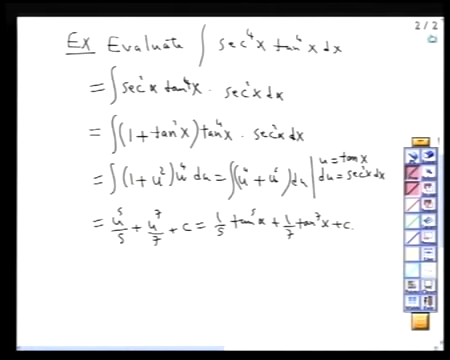 2/2
Ex Evaluate ∫ sec⁴x tan⁴x dx
= ∫ sec²x tan⁴x · sec²x dx
= ∫(1+tan²x) tan⁴x · sec²x dx
= ∫(1+u²)u⁴ du = ∫(u⁴+u⁶)du | u = tan x
du = sec²x dx
= u⁵/5 + u⁷/7 + c = 1/5 tan⁵x + 1/7 tan⁷x + c.